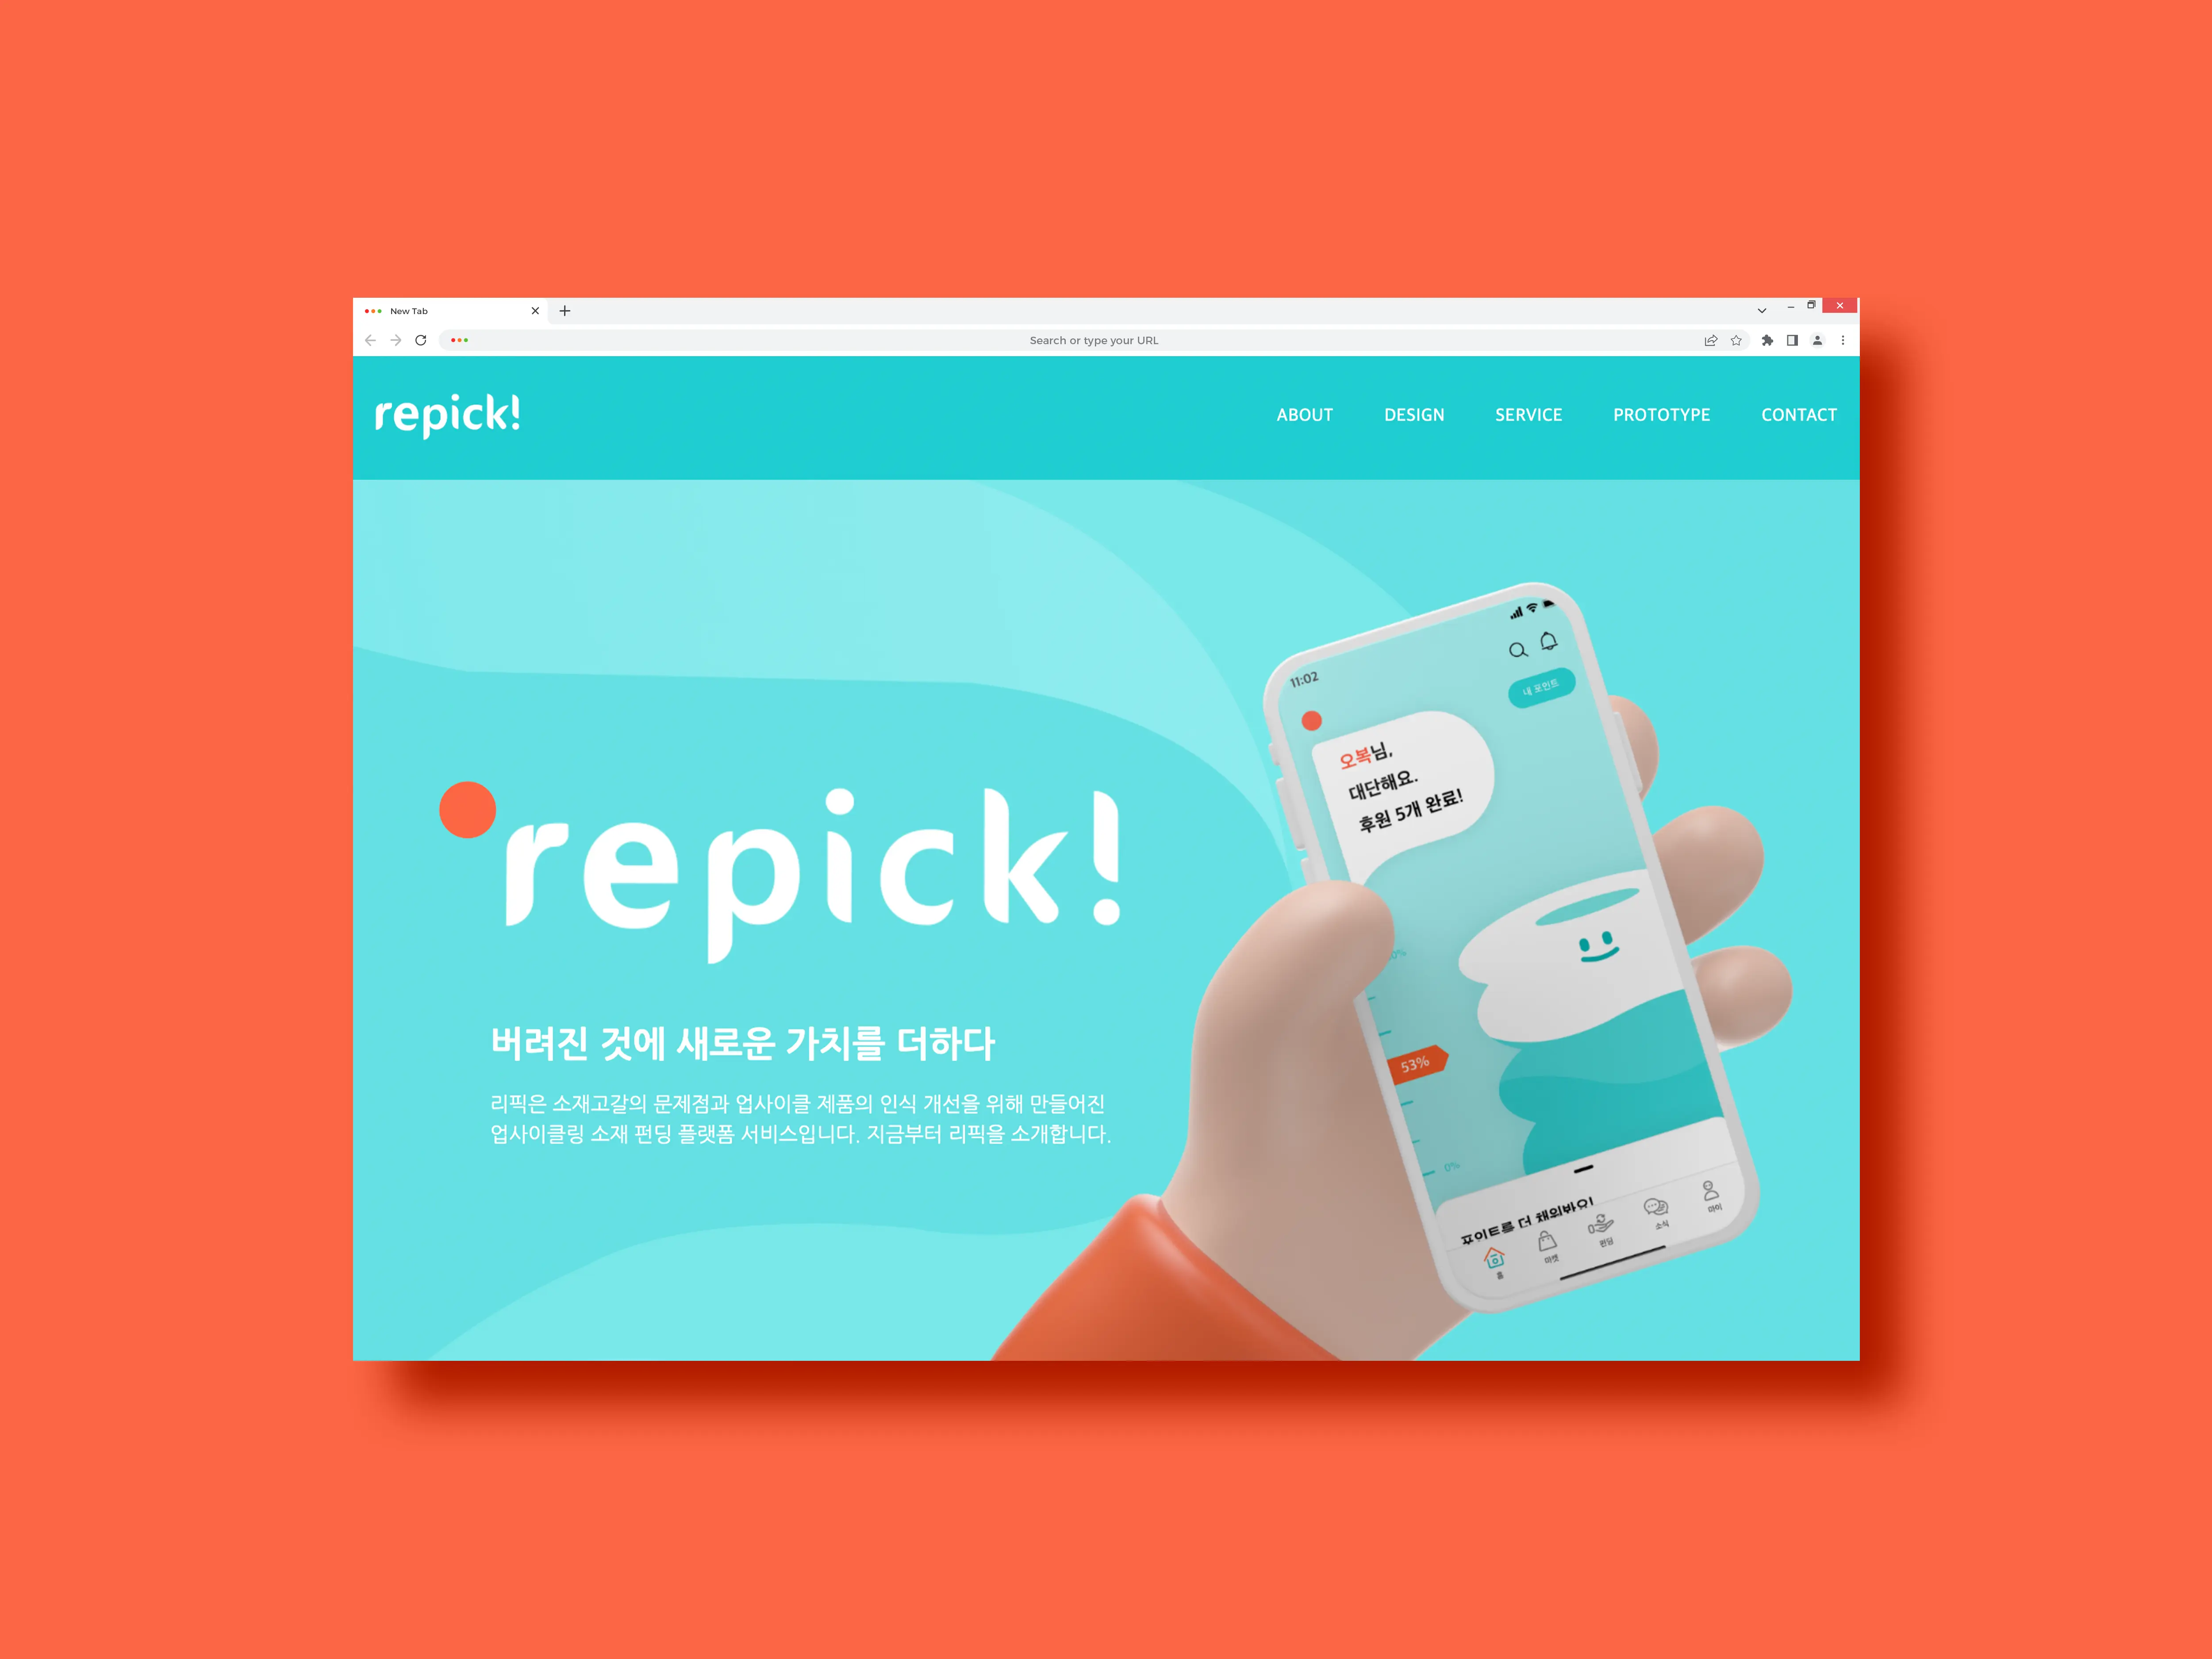 New Tab
Search or type your URL
repick!
ABOUT DESIGN SERVICE PROTOTYPE CONTACT
repick!
버려진 것에 새로운 가치를 더하다
리픽은 소재고갈의 문제점과 업사이클 제품의 인식 개선을 위해 만들어진
업사이클링 소재 펀딩 플랫폼 서비스입니다. 지금부터 리픽을 소개합니다.
11:02
내 포인트
오복님,
대단해요.
후원 5개 완료!
53%
0%
포인트를 더 채워봐요!
홈 마켓 펀딩 소식 마이